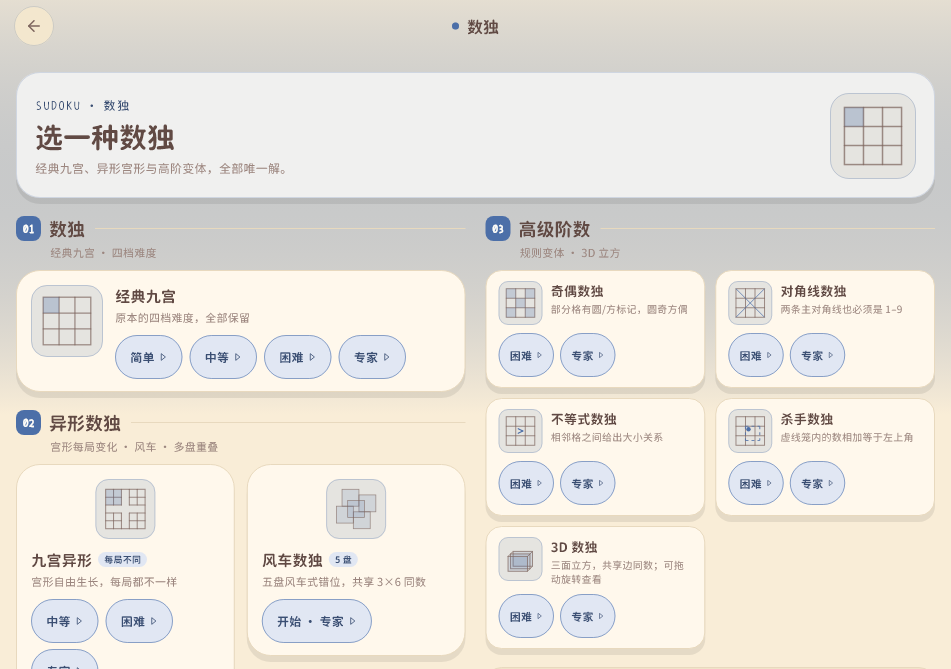 数独
SUDOKU • 数独
选一种数独
经典九宫、异形宫形与高阶变体，全部唯一解。
01 数独
经典九宫 • 四档难度
经典九宫
原本的四档难度，全部保留
简单 中等 困难 专家
02 异形数独
宫形每局变化 • 风车 • 多盘重叠
九宫异形 每局不同
宫形自由生长，每局都不一样
中等 困难
专家
风车数独 5 盘
五盘风车式错位，共享 3×6 同数
开始 • 专家
03 高级阶数
规则变体 • 3D 立方
奇偶数独
部分格有圆/方标记，圆奇方偶
困难 专家
对角线数独
两条主对角线也必须是 1–9
困难 专家
不等式数独
相邻格之间给出大小关系
困难 专家
杀手数独
虚线笼内的数相加等于左上角
困难 专家
3D 数独
三面立方，共享边同数；可拖
动旋转查看
困难 专家